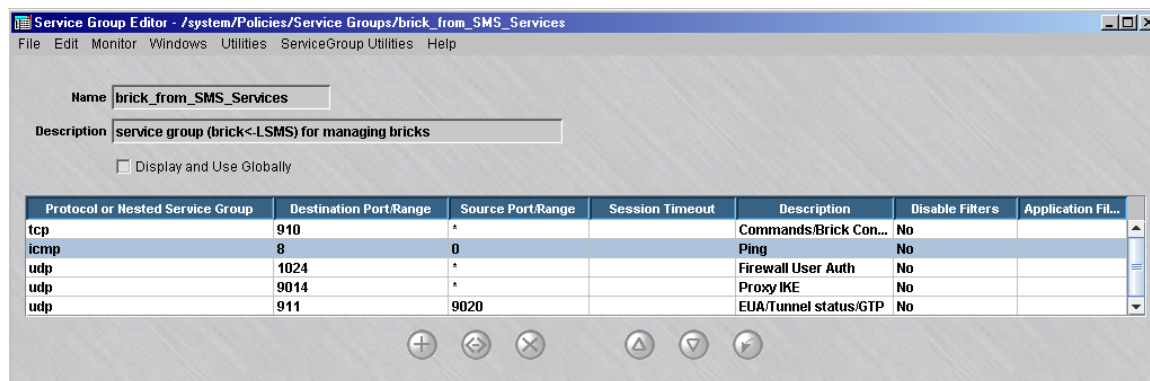 Service Group Editor - /system/Policies/Service Groups/brick_from_SMS_Services
File Edit Monitor Windows Utilities ServiceGroup Utilities Help
Name brick_from_SMS_Services
Description service group (brick<-LSMS) for managing bricks
Display and Use Globally
Protocol or Nested Service Group Destination Port/Range Source Port/Range Session Timeout Description Disable Filters Application Fil...
tcp 910 * Commands/Brick Con... No
icmp 8 0 Ping No
udp 1024 * Firewall User Auth No
udp 9014 * Proxy IKE No
udp 911 9020 EUA/Tunnel status/GTP No